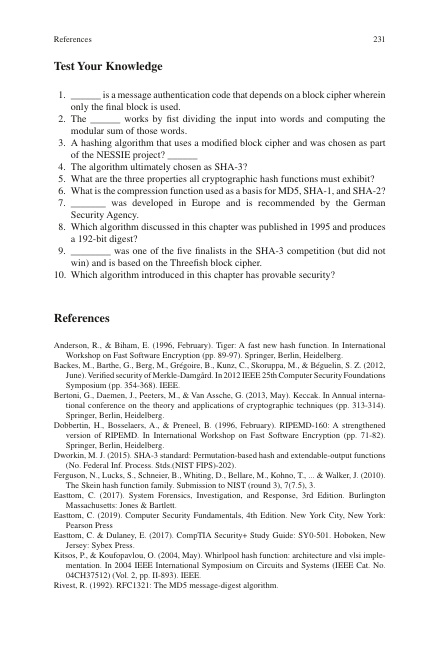 References 231
Test Your Knowledge
1. ______ is a message authentication code that depends on a block cipher wherein
only the final block is used.
2. The ______ works by fist dividing the input into words and computing the
modular sum of those words.
3. A hashing algorithm that uses a modified block cipher and was chosen as part
of the NESSIE project? ______
4. The algorithm ultimately chosen as SHA-3?
5. What are the three properties all cryptographic hash functions must exhibit?
6. What is the compression function used as a basis for MD5, SHA-1, and SHA-2?
7. _______ was developed in Europe and is recommended by the German
Security Agency.
8. Which algorithm discussed in this chapter was published in 1995 and produces
a 192-bit digest?
9. ________ was one of the five finalists in the SHA-3 competition (but did not
win) and is based on the Threefish block cipher.
10. Which algorithm introduced in this chapter has provable security?
References
Anderson, R., & Biham, E. (1996, February). Tiger: A fast new hash function. In International
Workshop on Fast Software Encryption (pp. 89-97). Springer, Berlin, Heidelberg.
Backes, M., Barthe, G., Berg, M., Grégoire, B., Kunz, C., Skoruppa, M., & Béguelin, S. Z. (2012,
June). Verified security of Merkle-Damgård. In 2012 IEEE 25th Computer Security Foundations
Symposium (pp. 354-368). IEEE.
Bertoni, G., Daemen, J., Peeters, M., & Van Assche, G. (2013, May). Keccak. In Annual interna-
tional conference on the theory and applications of cryptographic techniques (pp. 313-314).
Springer, Berlin, Heidelberg.
Dobbertin, H., Bosselaers, A., & Preneel, B. (1996, February). RIPEMD-160: A strengthened
version of RIPEMD. In International Workshop on Fast Software Encryption (pp. 71-82).
Springer, Berlin, Heidelberg.
Dworkin, M. J. (2015). SHA-3 standard: Permutation-based hash and extendable-output functions
(No. Federal Inf. Process. Stds.(NIST FIPS)-202).
Ferguson, N., Lucks, S., Schneier, B., Whiting, D., Bellare, M., Kohno, T., ... & Walker, J. (2010).
The Skein hash function family. Submission to NIST (round 3), 7(7.5), 3.
Easttom, C. (2017). System Forensics, Investigation, and Response, 3rd Edition. Burlington
Massachusetts: Jones & Bartlett.
Easttom, C. (2019). Computer Security Fundamentals, 4th Edition. New York City, New York:
Pearson Press
Easttom, C. & Dulaney, E. (2017). CompTIA Security+ Study Guide: SY0-501. Hoboken, New
Jersey: Sybex Press.
Kitsos, P., & Koufopavlou, O. (2004, May). Whirlpool hash function: architecture and vlsi imple-
mentation. In 2004 IEEE International Symposium on Circuits and Systems (IEEE Cat. No.
04CH37512) (Vol. 2, pp. II-893). IEEE.
Rivest, R. (1992). RFC1321: The MD5 message-digest algorithm.